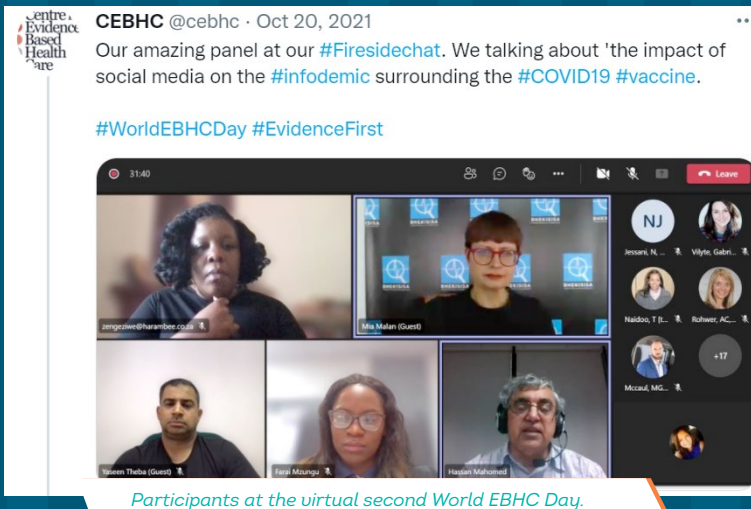 Centre
Evidence
Based
Health
Care
CEBHC @cebhc · Oct 20, 2021
Our amazing panel at our #Firesidechat. We talking about 'the impact of
social media on the #infodemic surrounding the #COVID19 #vaccine.
#WorldEBHCDay #EvidenceFirst
31:40
Leave
zengeziwe@harambee.co.za
BHEKISISA
Mia Malan (Guest)
NJ
Jessani, N, ...
Vilyte, Gabri...
Naidoo, T (t...
Rohwer, AC,...
Mccaul, MG...
+17
Yaseen Theba (Guest)
Farai Mzungu
Hassan Mahomed
Participants at the virtual second World EBHC Day.